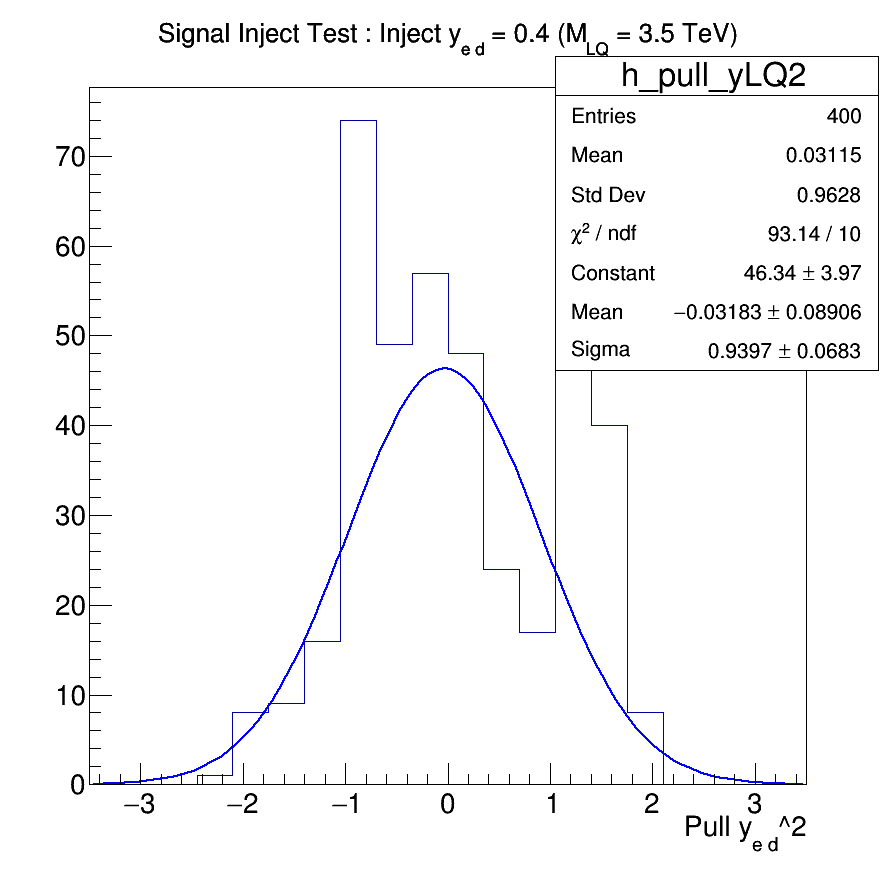 Signal Inject Test : Inject y_{e d} = 0.4 (M_{LQ} = 3.5 TeV)
h_pull_yLQ2
Entries 400
Mean 0.03115
Std Dev 0.9628
χ² / ndf 93.14 / 10
Constant 46.34 ± 3.97
Mean −0.03183 ± 0.08906
Sigma 0.9397 ± 0.0683
70
60
50
40
30
20
10
0
−3 −2 −1 0 1 2 3
Pull y_{e d}^2